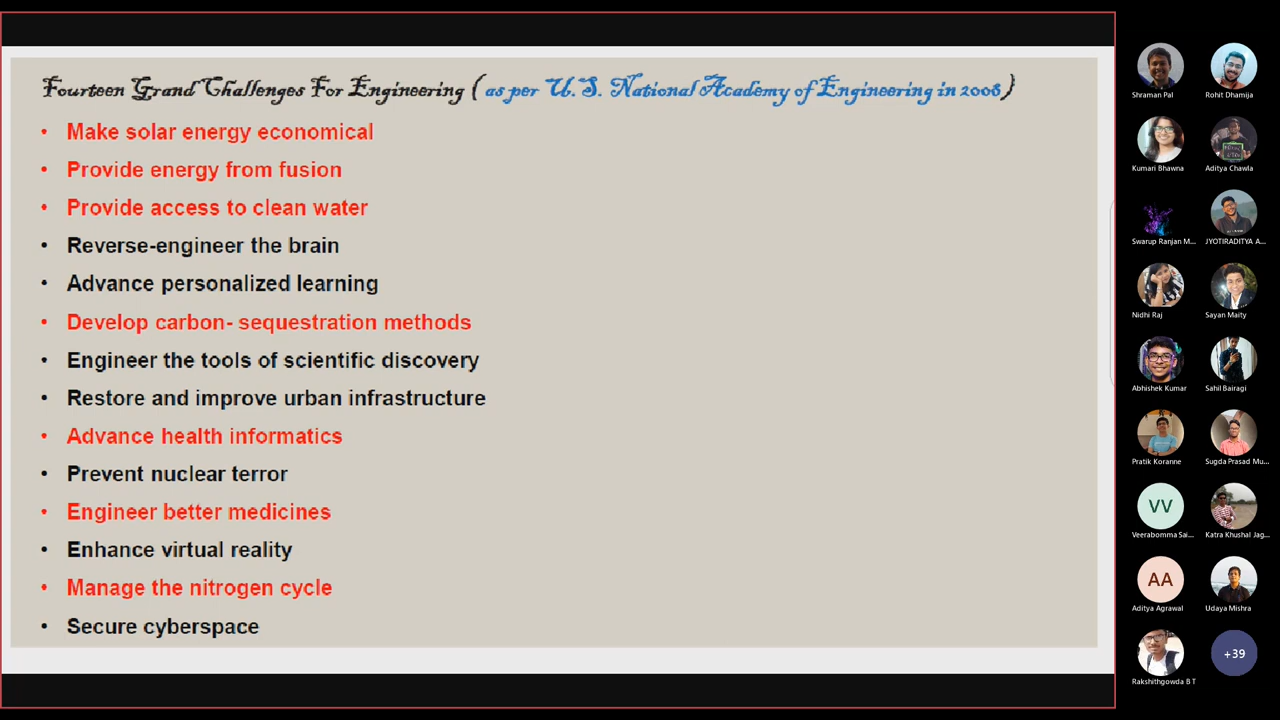 Fourteen Grand Challenges For Engineering (as per U. S. National Academy of Engineering in 2008)
• Make solar energy economical
• Provide energy from fusion
• Provide access to clean water
• Reverse-engineer the brain
• Advance personalized learning
• Develop carbon- sequestration methods
• Engineer the tools of scientific discovery
• Restore and improve urban infrastructure
• Advance health informatics
• Prevent nuclear terror
• Engineer better medicines
• Enhance virtual reality
• Manage the nitrogen cycle
• Secure cyberspace
Shraman Pal
Rohit Dhamija
Kumari Bhawna
Aditya Chawla
Swarup Ranjan M...
JYOTIRADITYA A...
Nidhi Raj
Sayan Maity
Abhishek Kumar
Sahil Bairagi
Pratik Koranne
Sugda Prasad Mu...
VV
Veerabomma Sai...
Katra Khushal Jag...
AA
Aditya Agrawal
Udaya Mishra
Rakshithgowda B T
+39